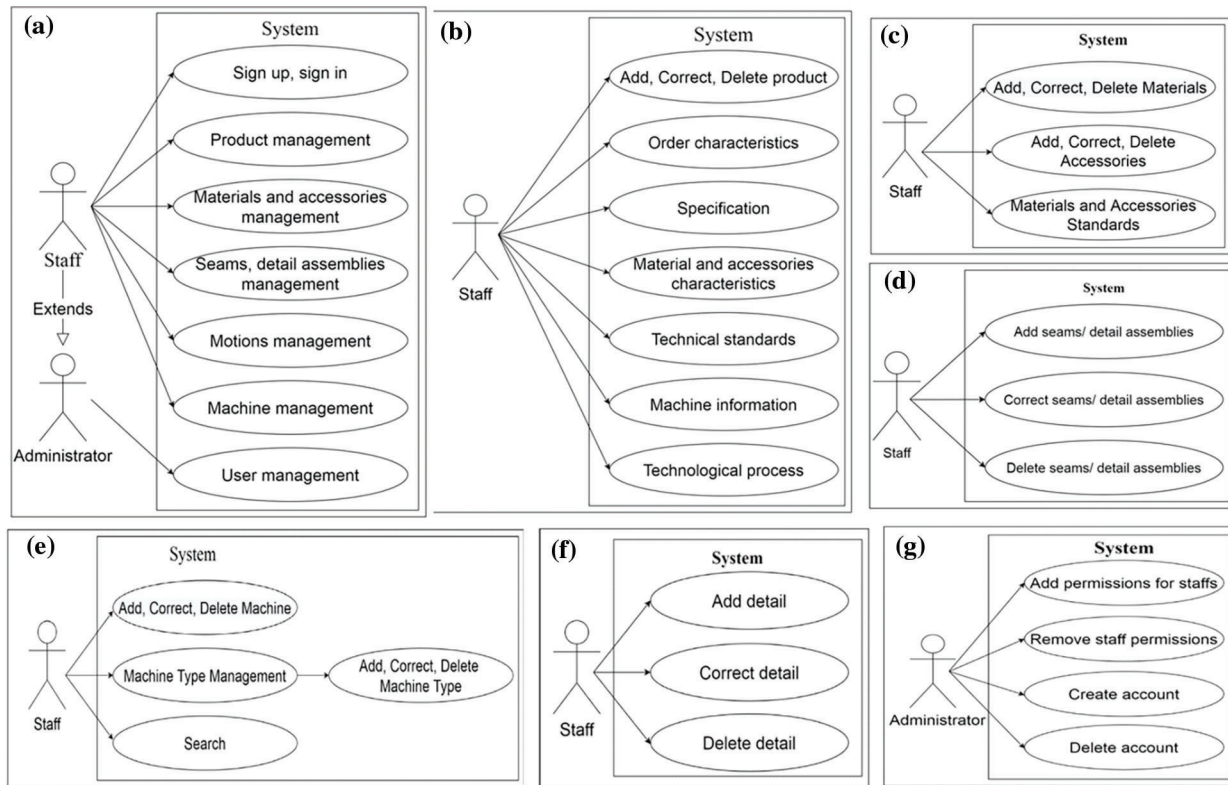 (a)
System
Sign up, sign in
Product management
Materials and accessories
management
Seams, detail assemblies
management
Motions management
Machine management
User management
Staff
Extends
Administrator
(b)
System
Add, Correct, Delete product
Order characteristics
Specification
Material and accessories
characteristics
Technical standards
Machine information
Technological process
Staff
(c)
System
Add, Correct, Delete Materials
Add, Correct, Delete
Accessories
Materials and Accessories
Standards
Staff
(d)
System
Add seams/ detail assemblies
Correct seams/ detail assemblies
Delete seams/ detail assemblies
Staff
(e)
System
Add, Correct, Delete Machine
Machine Type Management
Add, Correct, Delete
Machine Type
Search
Staff
(f)
System
Add detail
Correct detail
Delete detail
Staff
(g)
System
Add permissions for staffs
Remove staff permissions
Create account
Delete account
Administrator